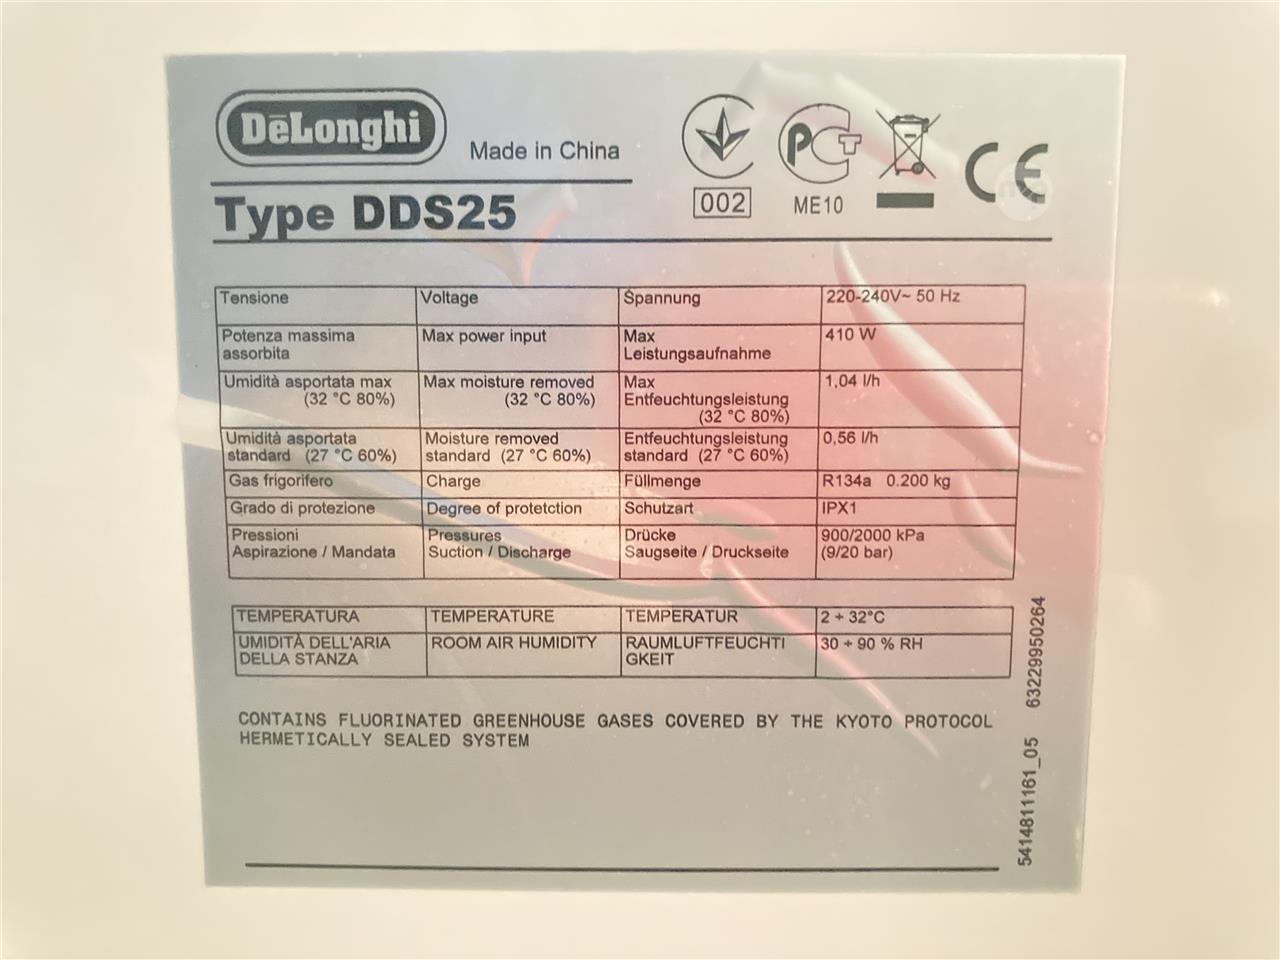 DēLonghi
Made in China
Type DDS25
002
PCT
ME10
CE
Tensione Voltage Spannung 220-240V~ 50 Hz
Potenza massima Max power input Max 410 W
assorbita Leistungsaufnahme
Umidità asportata max Max moisture removed Max 1,04 l/h
(32 °C 80%) (32 °C 80%) Entfeuchtungsleistung
(32 °C 80%)
Umidità asportata Moisture removed Entfeuchtungsleistung 0,56 l/h
standard (27 °C 60%) standard (27 °C 60%) standard (27 °C 60%)
Gas frigorifero Charge Füllmenge R134a 0.200 kg
Grado di protezione Degree of protetction Schutzart IPX1
Pressioni Pressures Drücke 900/2000 kPa
Aspirazione / Mandata Suction / Discharge Saugseite / Druckseite (9/20 bar)
TEMPERATURA TEMPERATURE TEMPERATUR 2 ÷ 32°C
UMIDITÀ DELL'ARIA ROOM AIR HUMIDITY RAUMLUFTFEUCHTI 30 ÷ 90 % RH
DELLA STANZA GKEIT
CONTAINS FLUORINATED GREENHOUSE GASES COVERED BY THE KYOTO PROTOCOL
HERMETICALLY SEALED SYSTEM
5414811161_05 632299950264